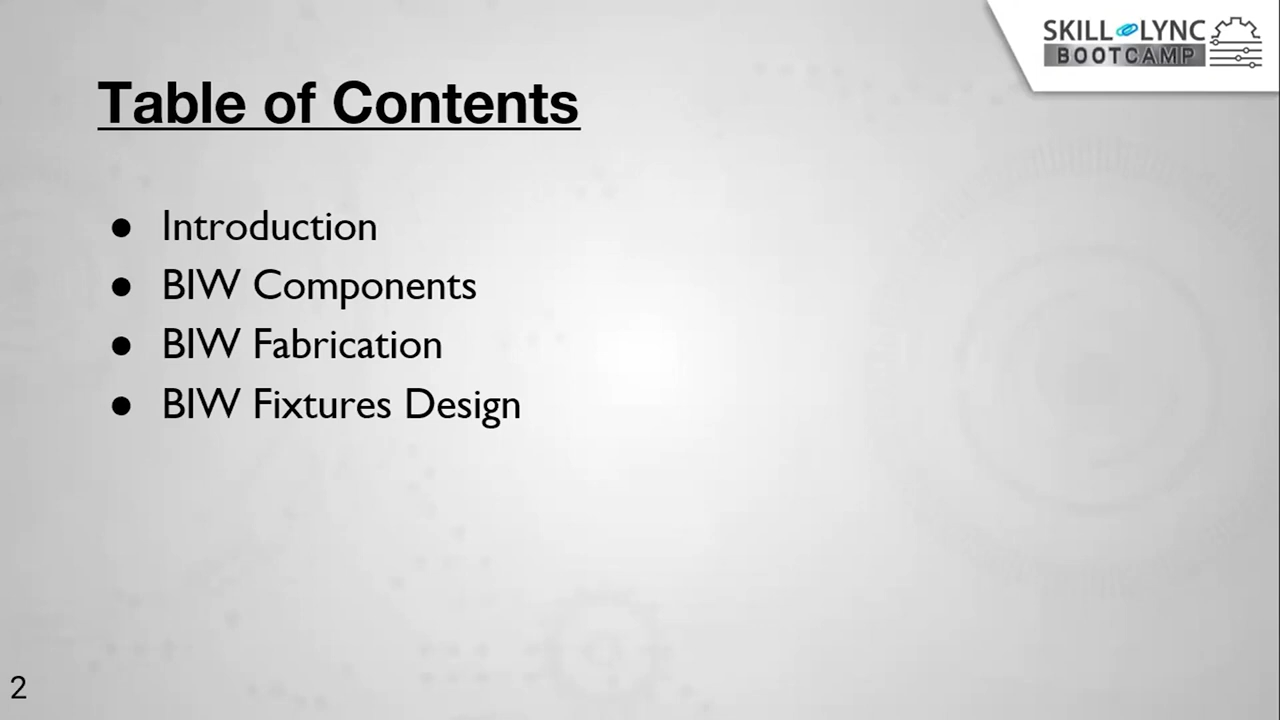 SKILL LYNC
BOOTCAMP
Table of Contents
● Introduction
● BIW Components
● BIW Fabrication
● BIW Fixtures Design
2